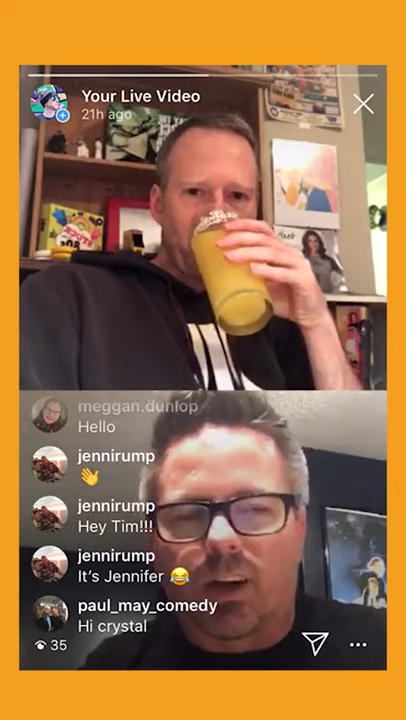 Your Live Video
21h ago
meggan.dunlop
Hello
jennirump
👋
jennirump
Hey Tim!!!
jennirump
It's Jennifer 😂
paul_may_comedy
Hi crystal
35